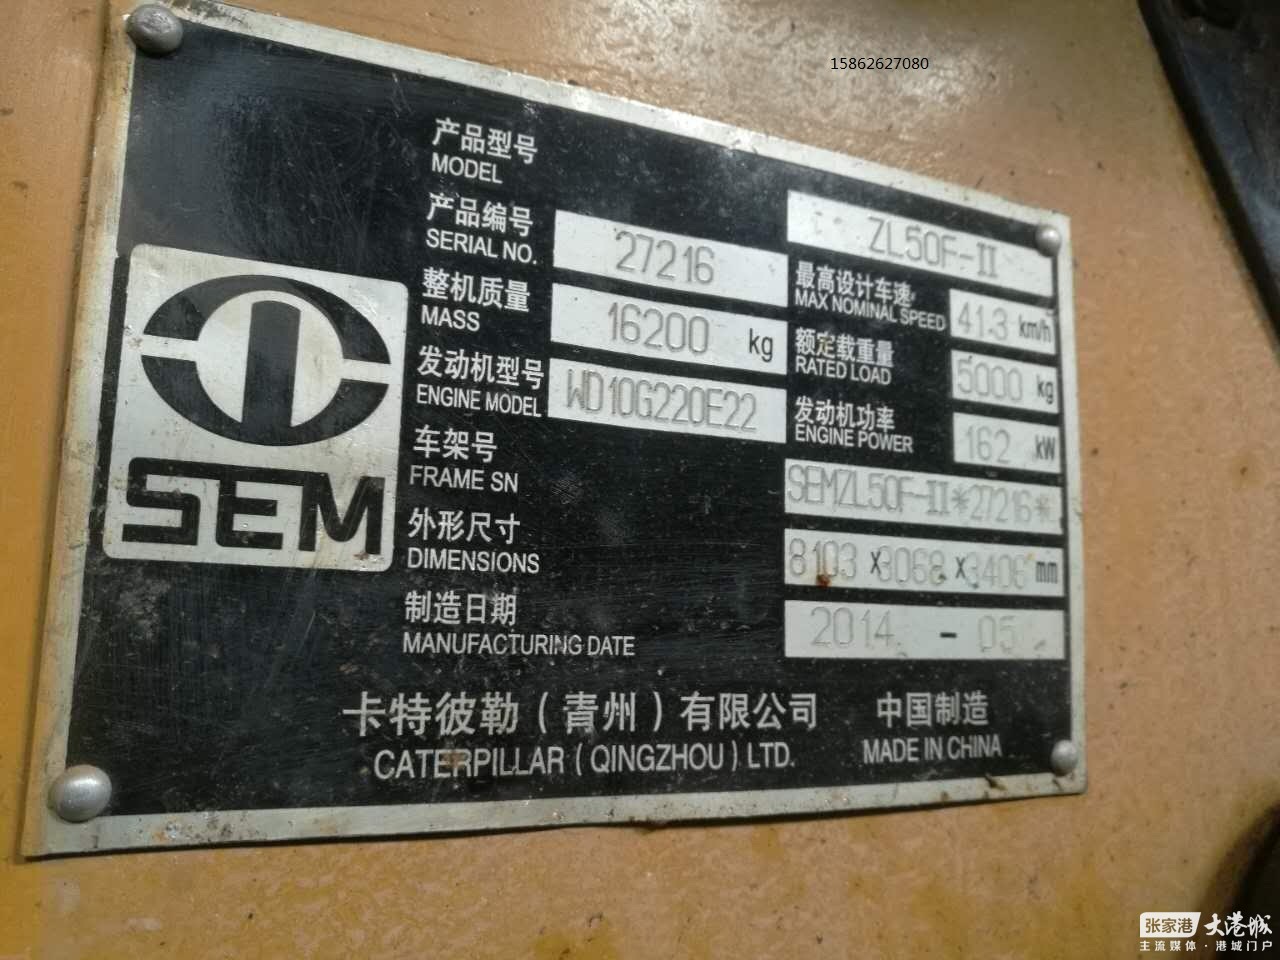 15862627080
产品型号
MODEL
ZL50F-II
产品编号
SERIAL NO.
27216
最高设计车速
MAX NOMINAL SPEED
41.3 km/h
整机质量
MASS
16200 kg
额定载重量
RATED LOAD
5000 kg
发动机型号
ENGINE MODEL
WD10G220E22
发动机功率
ENGINE POWER
162 kW
车架号
FRAME SN
SEMZL50F-II*27216*
外形尺寸
DIMENSIONS
8103 x3068 x3406 mm
制造日期
MANUFACTURING DATE
2014 - 05
SEM
卡特彼勒（青州）有限公司 中国制造
CATERPILLAR (QINGZHOU) LTD. MADE IN CHINA
张家港 大港城
主流媒体·港城门户